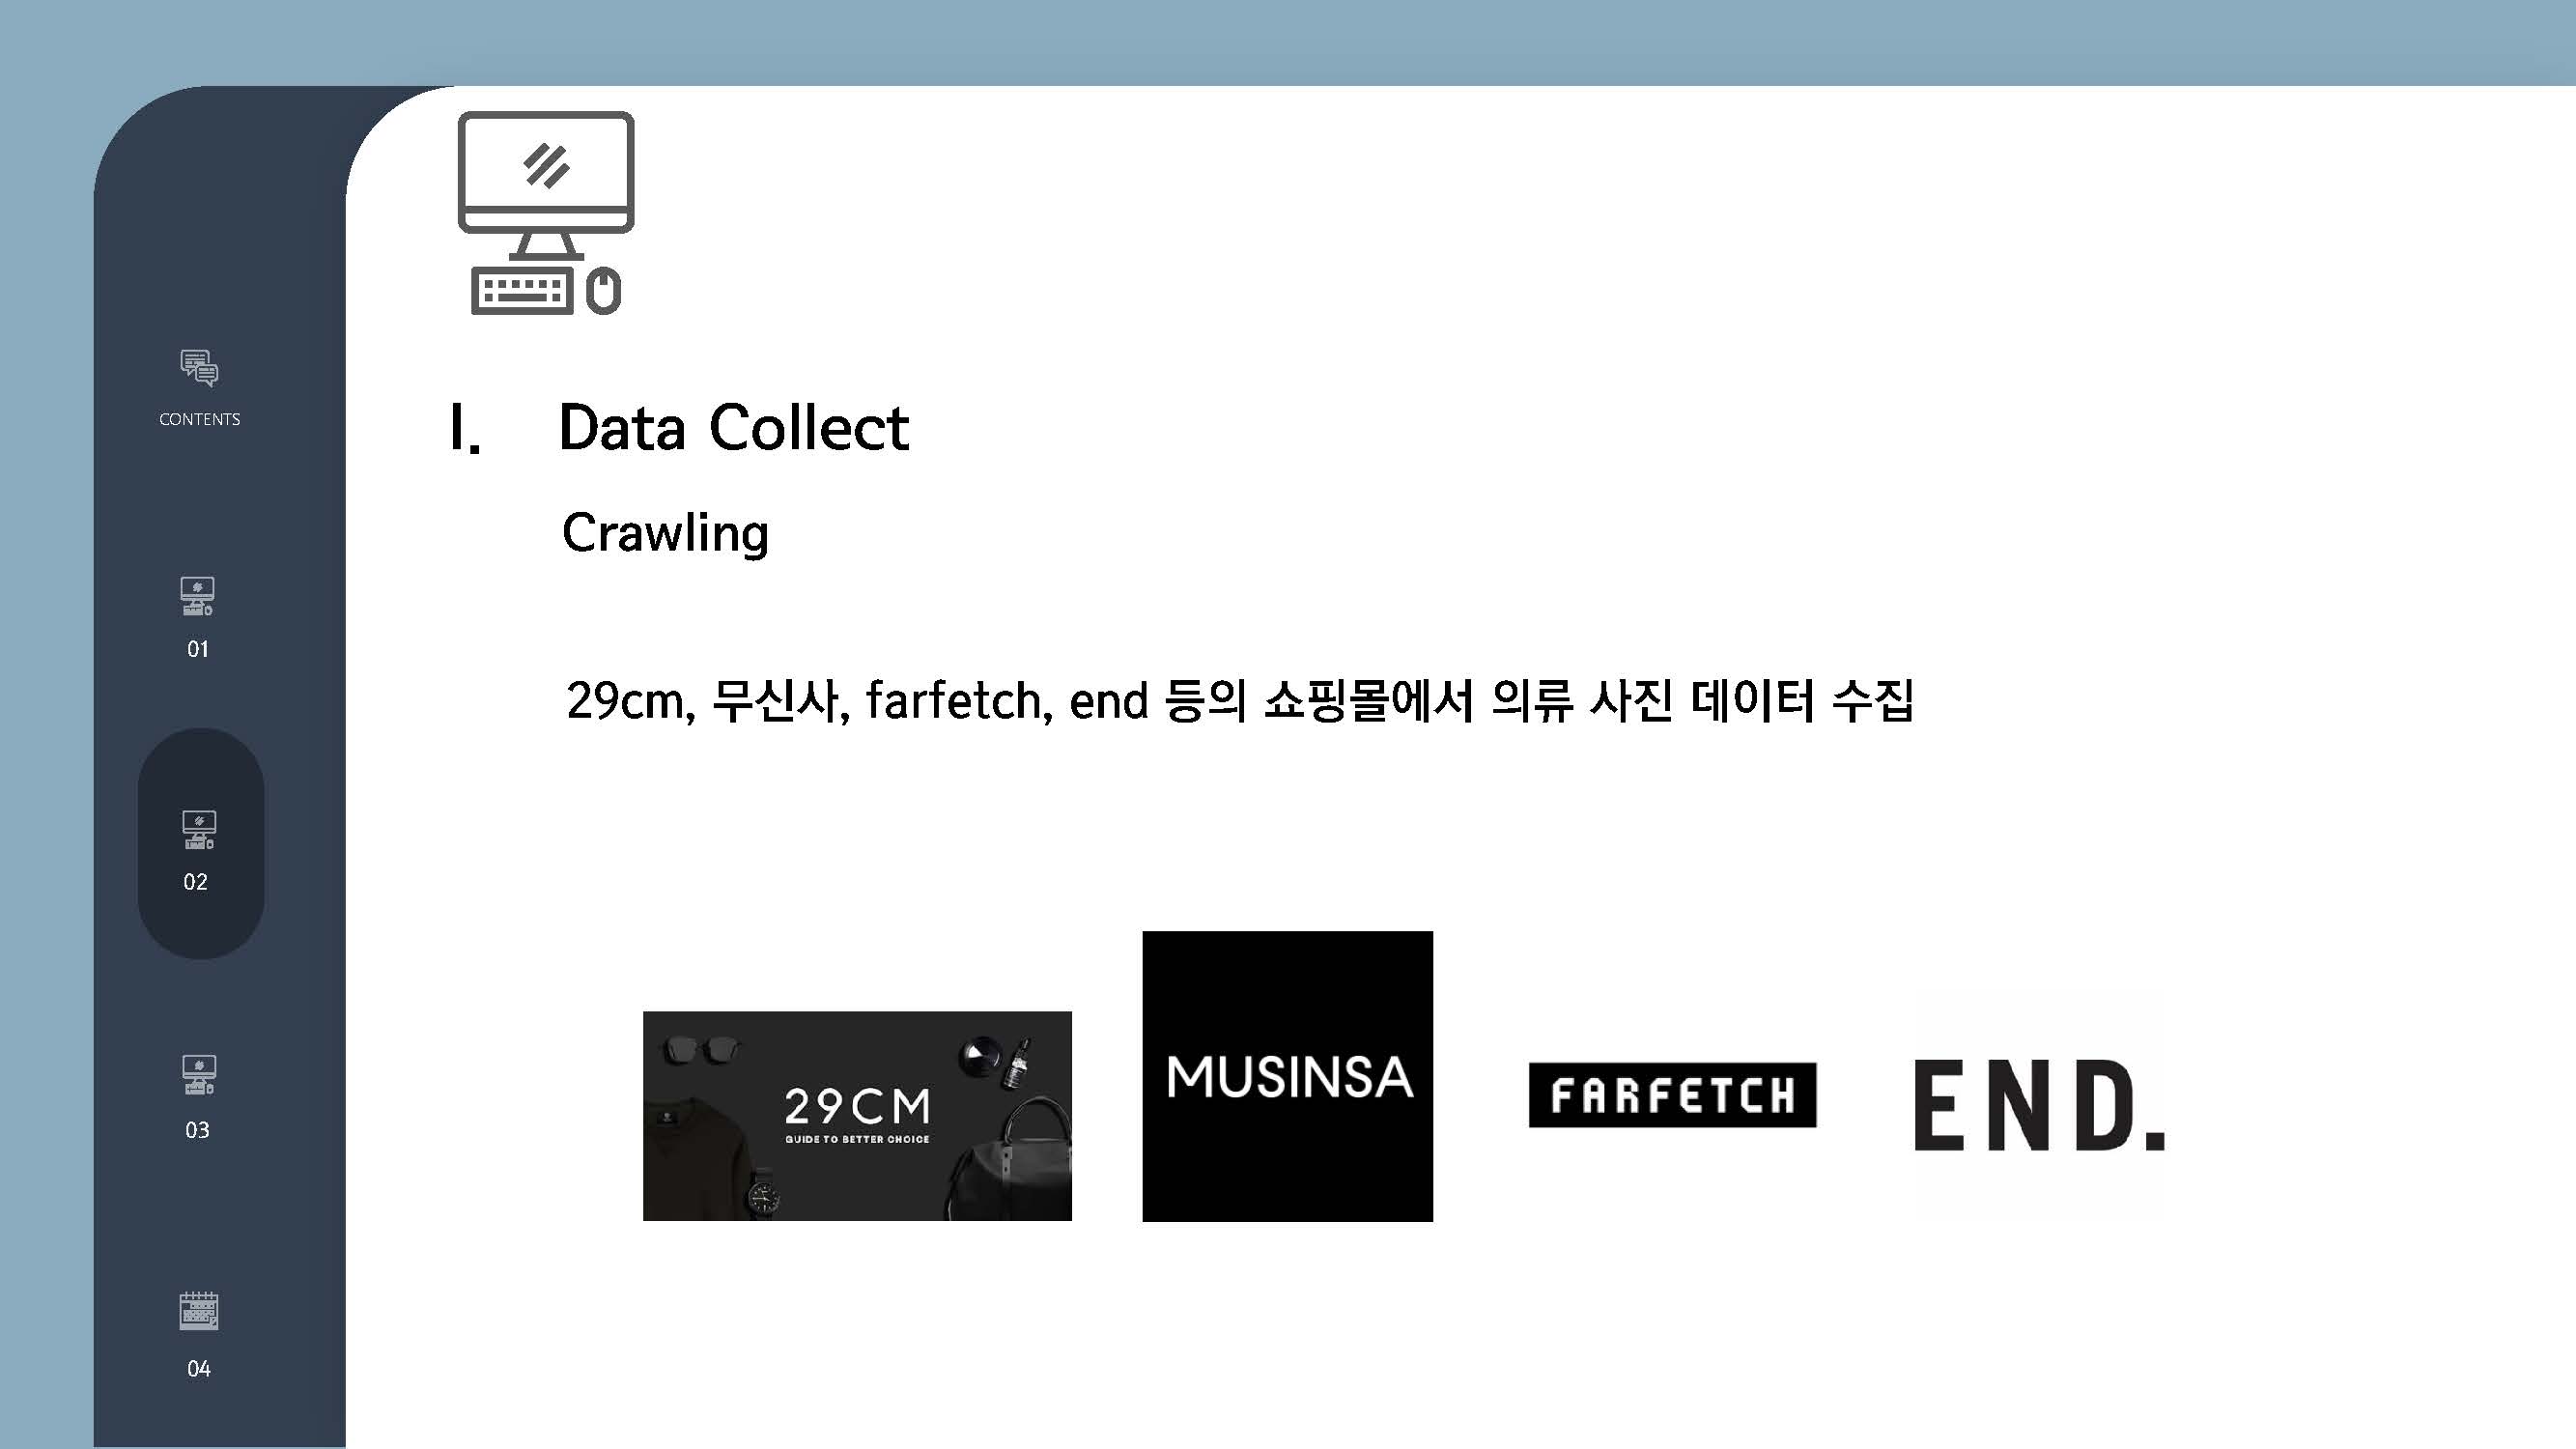 CONTENTS
01
02
03
04
I. Data Collect
Crawling
29cm, 무신사, farfetch, end 등의 쇼핑몰에서 의류 사진 데이터 수집
29CM
GUIDE TO BETTER CHOICE
MUSINSA
FARFETCH
END.